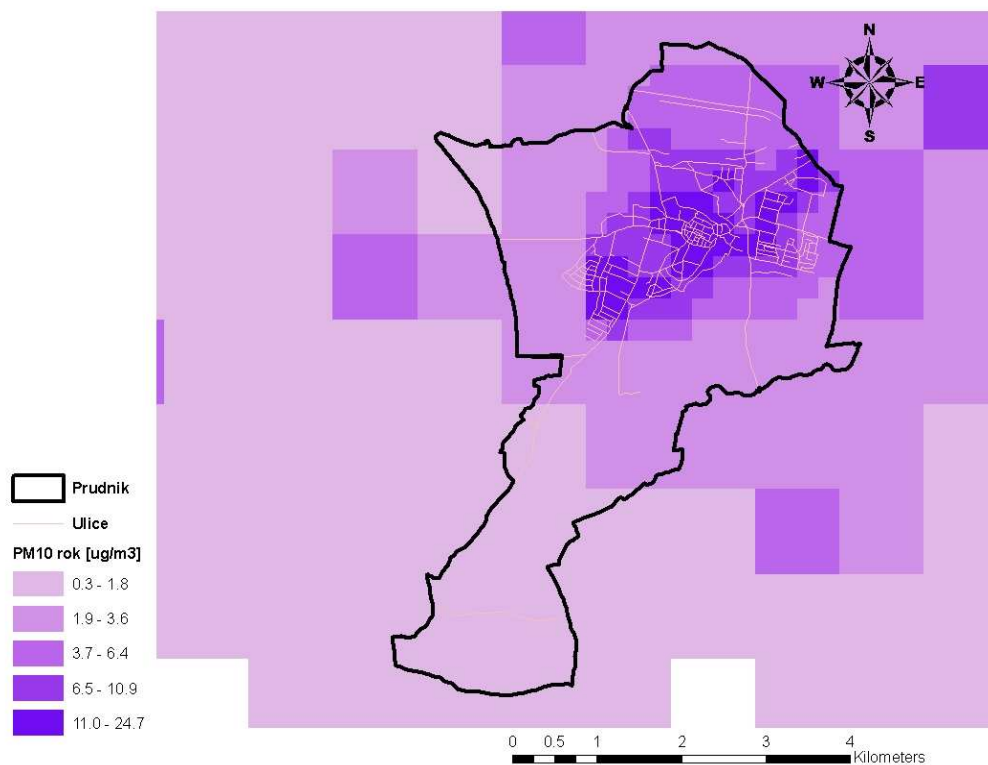 N
W E
S
Prudnik
Ulice
PM10 rok [ug/m3]
0.3 - 1.8
1.9 - 3.6
3.7 - 6.4
6.5 - 10.9
11.0 - 24.7
0 0.5 1 2 3 4
Kilometers